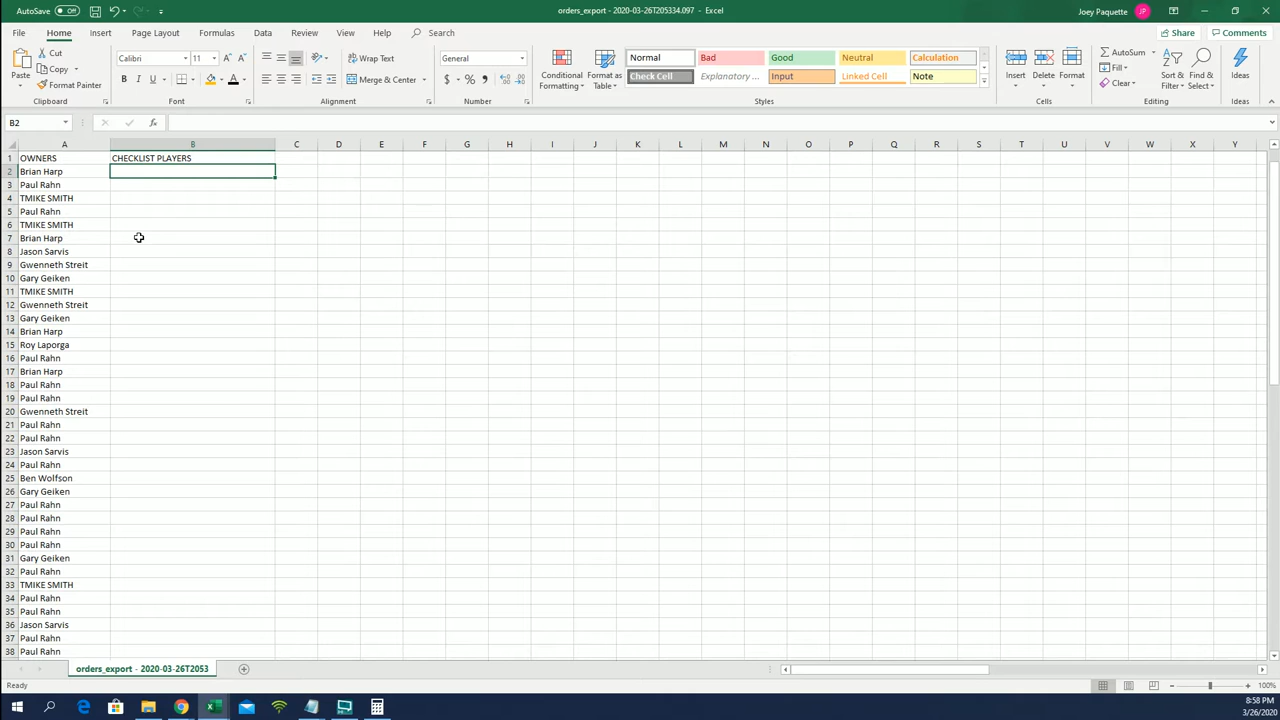 AutoSave Off
orders_export - 2020-03-26T205334.097 - Excel
Joey Paquette JP
File Home Insert Page Layout Formulas Data Review View Help Search
Share Comments
Paste
Cut
Copy
Format Painter
Clipboard
Calibri 11
B I U
Font
Wrap Text
Merge & Center
Alignment
General
$ % ,
Number
Conditional Formatting
Format as Table
Normal Bad Good Neutral Calculation
Check Cell Explanatory ... Input Linked Cell Note
Styles
Insert Delete Format
Cells
AutoSum
Fill
Clear
Sort & Filter
Find & Select
Editing
Ideas
Ideas
B2
fx
A B C D E F G H I J K L M N O P Q R S T U V W X Y
1 OWNERS CHECKLIST PLAYERS
2 Brian Harp
3 Paul Rahn
4 TMIKE SMITH
5 Paul Rahn
6 TMIKE SMITH
7 Brian Harp
8 Jason Sarvis
9 Gwenneth Streit
10 Gary Geiken
11 TMIKE SMITH
12 Gwenneth Streit
13 Gary Geiken
14 Brian Harp
15 Roy Laporga
16 Paul Rahn
17 Brian Harp
18 Paul Rahn
19 Paul Rahn
20 Gwenneth Streit
21 Paul Rahn
22 Paul Rahn
23 Jason Sarvis
24 Paul Rahn
25 Ben Wolfson
26 Gary Geiken
27 Paul Rahn
28 Paul Rahn
29 Paul Rahn
30 Paul Rahn
31 Gary Geiken
32 Paul Rahn
33 TMIKE SMITH
34 Paul Rahn
35 Paul Rahn
36 Jason Sarvis
37 Paul Rahn
38 Paul Rahn
orders_export - 2020-03-26T2053
Ready
100%
8:58 PM
3/26/2020